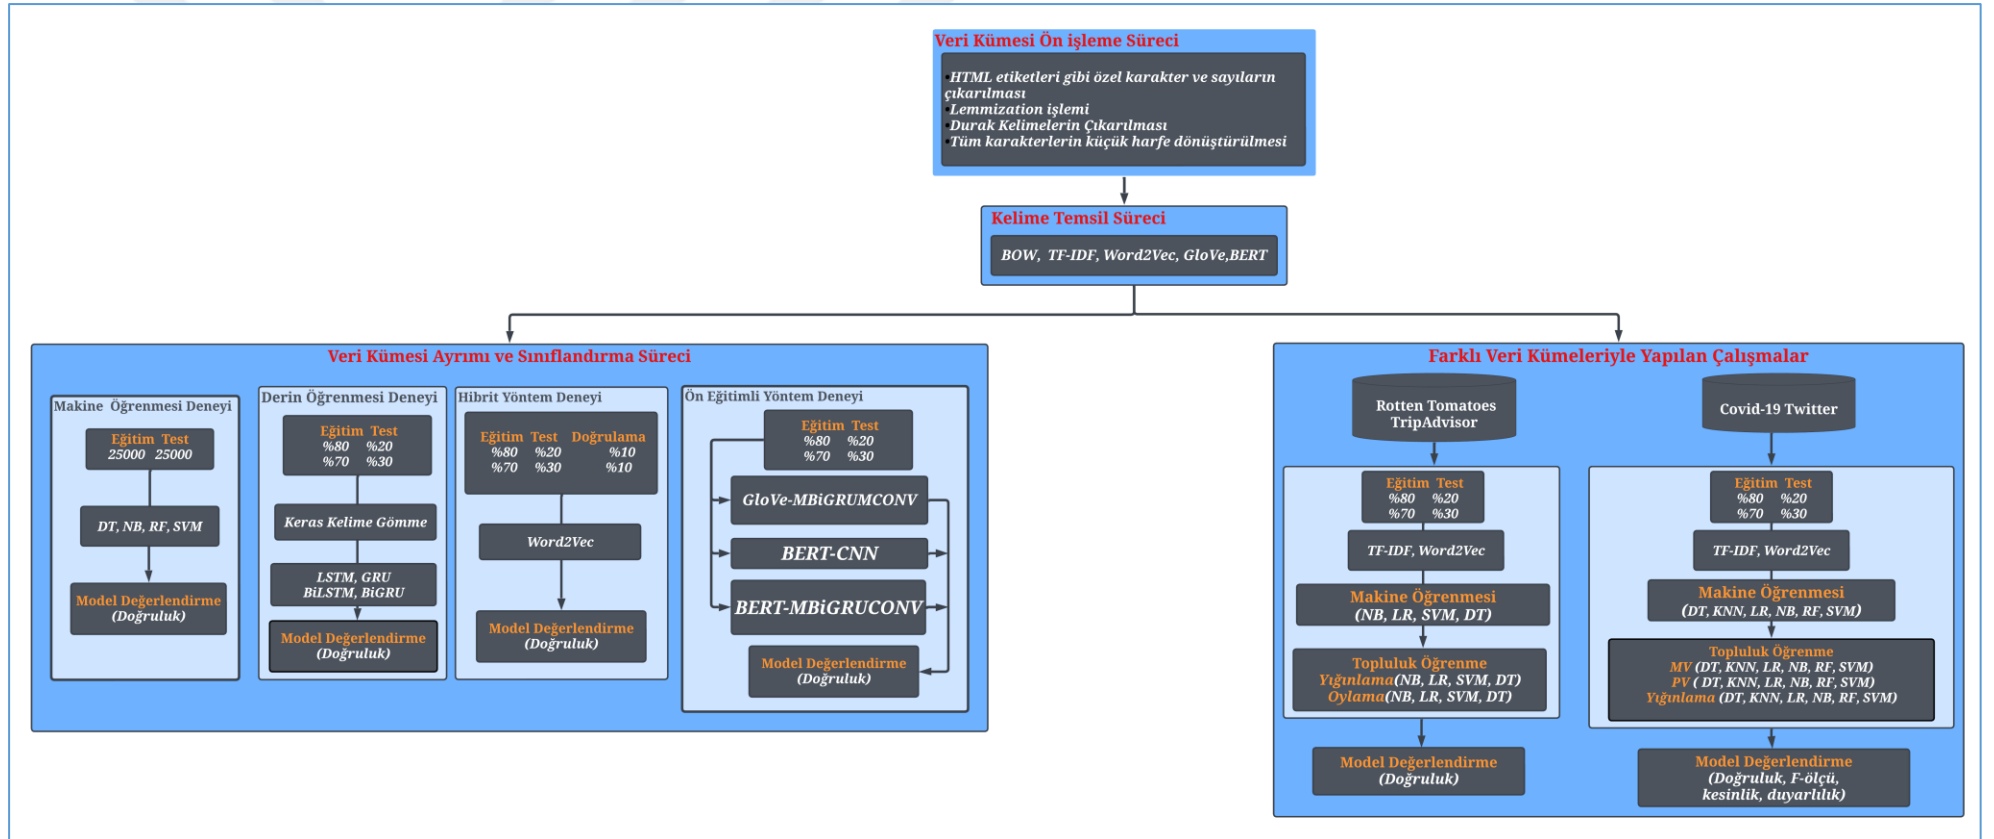 Veri Kümesi Ön işleme Süreci
•HTML etiketleri gibi özel karakter ve sayıların
çıkarılması
•Lemmization işlemi
•Durak Kelimelerin Çıkarılması
•Tüm karakterlerin küçük harfe dönüştürülmesi
Kelime Temsil Süreci
BOW, TF-IDF, Word2Vec, GloVe,BERT
Veri Kümesi Ayrımı ve Sınıflandırma Süreci
Makine Öğrenmesi Deneyi
Eğitim Test
25000 25000
DT, NB, RF, SVM
Model Değerlendirme
(Doğruluk)
Derin Öğrenmesi Deneyi
Eğitim Test
%80 %20
%70 %30
Keras Kelime Gömme
LSTM, GRU
BiLSTM, BiGRU
Model Değerlendirme
(Doğruluk)
Hibrit Yöntem Deneyi
Eğitim Test Doğrulama
%80 %20 %10
%70 %30 %10
Word2Vec
Model Değerlendirme
(Doğruluk)
Ön Eğitimli Yöntem Deneyi
Eğitim Test
%80 %20
%70 %30
GloVe-MBiGRUMCONV
BERT-CNN
BERT-MBiGRUCONV
Model Değerlendirme
(Doğruluk)
Farklı Veri Kümeleriyle Yapılan Çalışmalar
Rotten Tomatoes
TripAdvisor
Eğitim Test
%80 %20
%70 %30
TF-IDF, Word2Vec
Makine Öğrenmesi
(NB, LR, SVM, DT)
Topluluk Öğrenme
Yığınlama(NB, LR, SVM, DT)
Oylama(NB, LR, SVM, DT)
Model Değerlendirme
(Doğruluk)
Covid-19 Twitter
Eğitim Test
%80 %20
%70 %30
TF-IDF, Word2Vec
Makine Öğrenmesi
(DT, KNN, LR, NB, RF, SVM)
Topluluk Öğrenme
MV (DT, KNN, LR, NB, RF, SVM)
PV ( DT, KNN, LR, NB, RF, SVM)
Yığınlama (DT, KNN, LR, NB, RF, SVM)
Model Değerlendirme
(Doğruluk, F-ölçü,
kesinlik, duyarlılık)